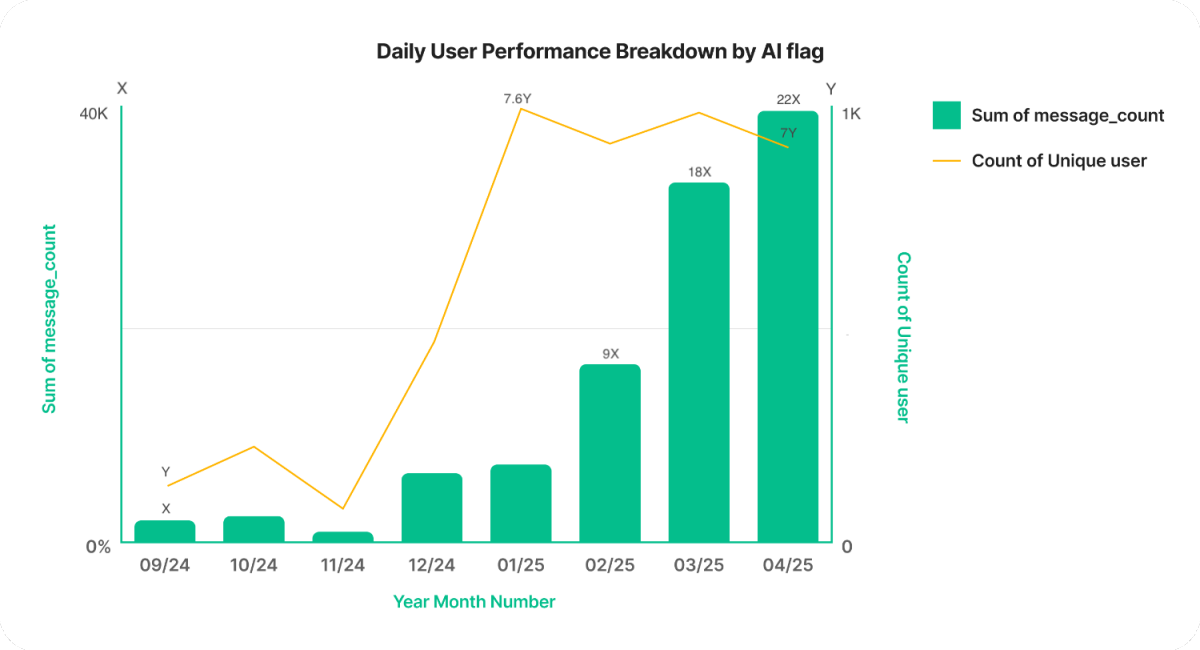 Daily User Performance Breakdown by AI flag
X
Y
40K
1K
7.6Y
22X
7Y
18X
9X
Y
X
0%
0
Sum of message_count
Count of Unique user
09/24 10/24 11/24 12/24 01/25 02/25 03/25 04/25
Year Month Number
Sum of message_count
Count of Unique user